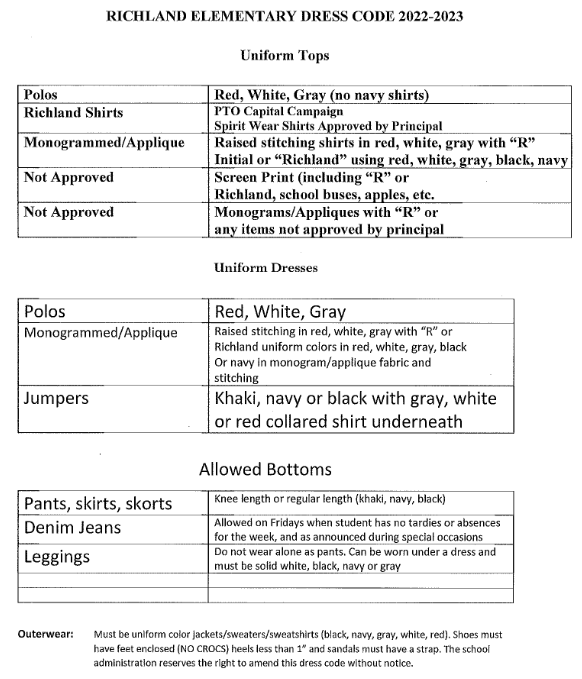 RICHLAND ELEMENTARY DRESS CODE 2022-2023
Uniform Tops
Polos Red, White, Gray (no navy shirts)
Richland Shirts PTO Capital Campaign
Spirit Wear Shirts Approved by Principal
Monogrammed/Applique Raised stitching shirts in red, white, gray with “R”
Initial or “Richland” using red, white, gray, black, navy
Not Approved Screen Print (including “R” or
Richland, school buses, apples, etc.
Not Approved Monograms/Appliques with “R” or
any items not approved by principal
Uniform Dresses
Polos Red, White, Gray
Monogrammed/Applique Raised stitching in red, white, gray with “R” or
Richland uniform colors in red, white, gray, black
Or navy in monogram/applique fabric and
stitching
Jumpers Khaki, navy or black with gray, white
or red collared shirt underneath
Allowed Bottoms
Pants, skirts, skorts Knee length or regular length (khaki, navy, black)
Denim Jeans Allowed on Fridays when student has no tardies or absences
for the week, and as announced during special occasions
Leggings Do not wear alone as pants. Can be worn under a dress and
must be solid white, black, navy or gray
Outerwear: Must be uniform color jackets/sweaters/sweatshirts (black, navy, gray, white, red). Shoes must
have feet enclosed (NO CROCS) heels less than 1” and sandals must have a strap. The school
administration reserves the right to amend this dress code without notice.